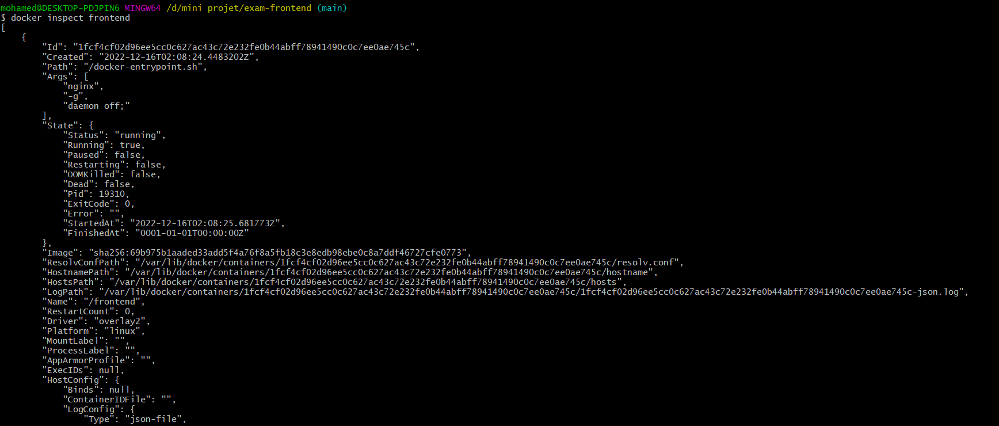 mohamed@DESKTOP-PDJPIN6 MINGW64 /d/mini projet/exam-frontend (main)
$ docker inspect frontend
[
    {
        "Id": "1fcf4cf02d96ee5cc0c627ac43c72e232fe0b44abff78941490c0c7ee0ae745c",
        "Created": "2022-12-16T02:08:24.4483202Z",
        "Path": "/docker-entrypoint.sh",
        "Args": [
            "nginx",
            "-g",
            "daemon off;"
        ],
        "State": {
            "Status": "running",
            "Running": true,
            "Paused": false,
            "Restarting": false,
            "OOMKilled": false,
            "Dead": false,
            "Pid": 19310,
            "ExitCode": 0,
            "Error": "",
            "StartedAt": "2022-12-16T02:08:25.681773Z",
            "FinishedAt": "0001-01-01T00:00:00Z"
        },
        "Image": "sha256:69b975b1aaded33add5f4a76f8a5fb18c3e8edb98ebe0c8a7ddf46727cfe0773",
        "ResolvConfPath": "/var/lib/docker/containers/1fcf4cf02d96ee5cc0c627ac43c72e232fe0b44abff78941490c0c7ee0ae745c/resolv.conf",
        "HostnamePath": "/var/lib/docker/containers/1fcf4cf02d96ee5cc0c627ac43c72e232fe0b44abff78941490c0c7ee0ae745c/hostname",
        "HostsPath": "/var/lib/docker/containers/1fcf4cf02d96ee5cc0c627ac43c72e232fe0b44abff78941490c0c7ee0ae745c/hosts",
        "LogPath": "/var/lib/docker/containers/1fcf4cf02d96ee5cc0c627ac43c72e232fe0b44abff78941490c0c7ee0ae745c/1fcf4cf02d96ee5cc0c627ac43c72e232fe0b44abff78941490c0c7ee0ae745c-json.log",
        "Name": "/frontend",
        "RestartCount": 0,
        "Driver": "overlay2",
        "Platform": "linux",
        "MountLabel": "",
        "ProcessLabel": "",
        "AppArmorProfile": "",
        "ExecIDs": null,
        "HostConfig": {
            "Binds": null,
            "ContainerIDFile": "",
            "LogConfig": {
                "Type": "json-file",